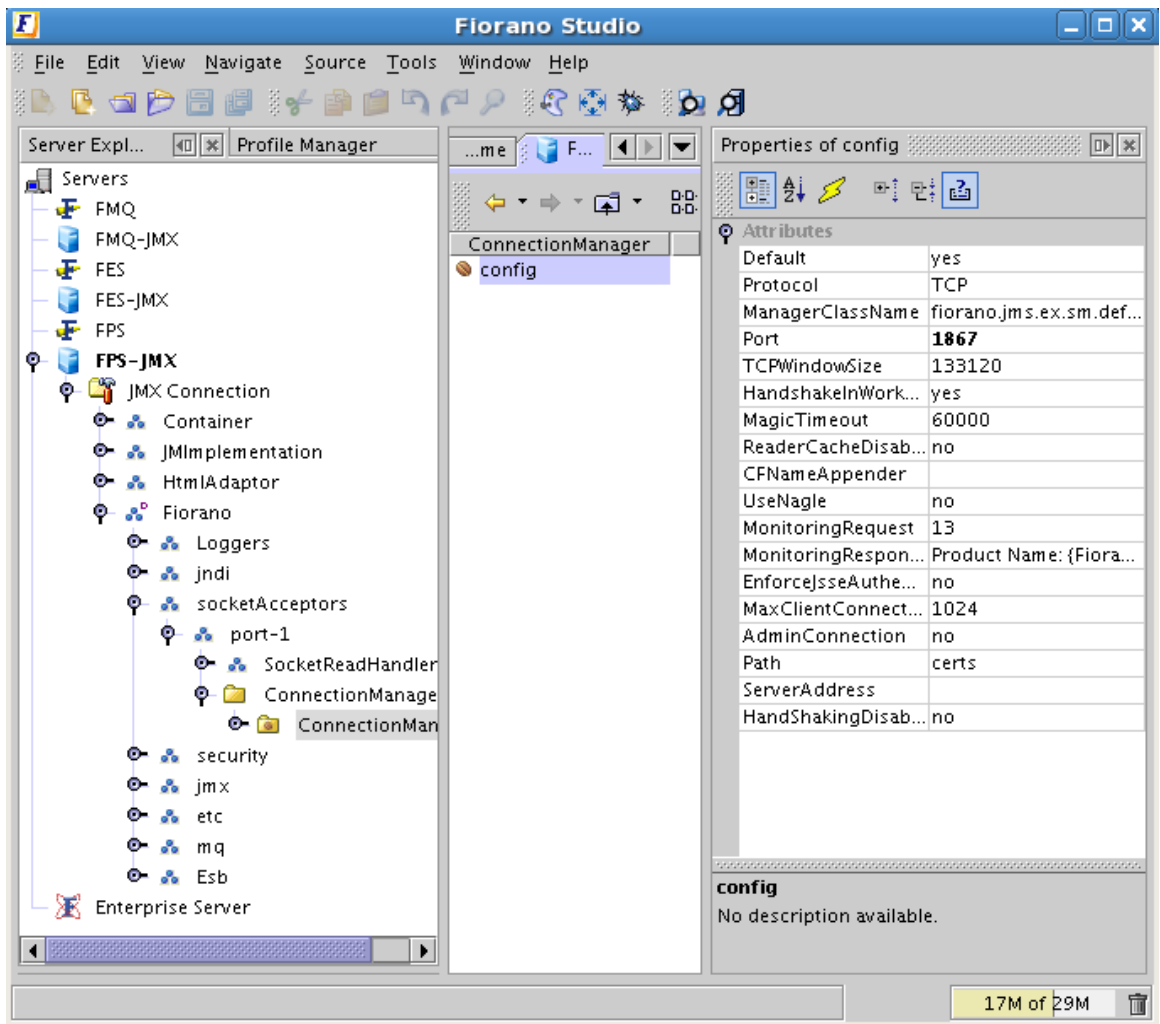 Fiorano Studio
File Edit View Navigate Source Tools Window Help
Server Expl... Profile Manager
Servers
FMQ
FMQ-JMX
FES
FES-JMX
FPS
FPS-JMX
JMX Connection
Container
JMImplementation
HtmlAdaptor
Fiorano
Loggers
jndi
socketAcceptors
port-1
SocketReadHandler
ConnectionManage
ConnectionMan
security
jmx
etc
mq
Esb
Enterprise Server
...me F...
ConnectionManager
config
Properties of config
Attributes
Default yes
Protocol TCP
ManagerClassName fiorano.jms.ex.sm.def...
Port 1867
TCPWindowSize 133120
HandshakeInWork... yes
MagicTimeout 60000
ReaderCacheDisab... no
CFNameAppender
UseNagle no
MonitoringRequest 13
MonitoringRespon... Product Name: {Fiora...
EnforceJsseAuthe... no
MaxClientConnect... 1024
AdminConnection no
Path certs
ServerAddress
HandShakingDisab... no
config
No description available.
17M of 29M